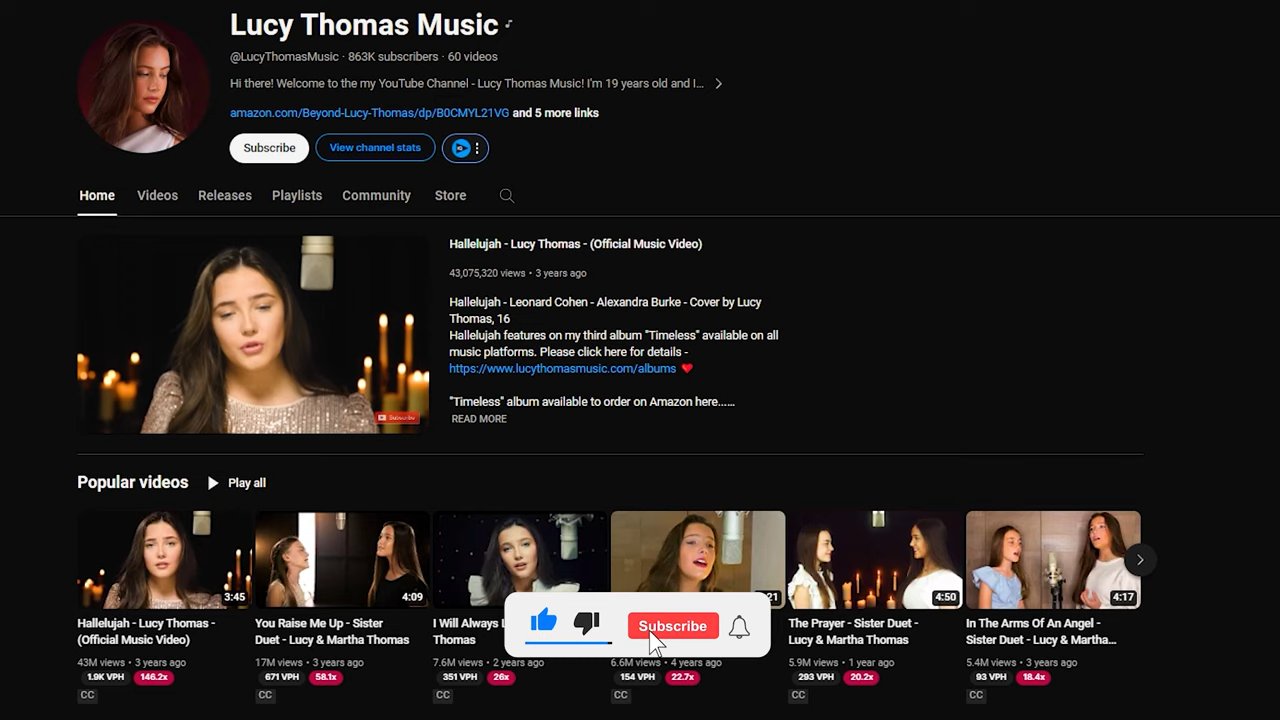 Lucy Thomas Music
@LucyThomasMusic · 863K subscribers · 60 videos
Hi there! Welcome to the my YouTube Channel - Lucy Thomas Music! I'm 19 years old and I...
amazon.com/Beyond-Lucy-Thomas/dp/B0CMYL21VG and 5 more links
Subscribe View channel stats
Home Videos Releases Playlists Community Store
Hallelujah - Lucy Thomas - (Official Music Video)
43,075,320 views • 3 years ago
Hallelujah - Leonard Cohen - Alexandra Burke - Cover by Lucy
Thomas, 16
Hallelujah features on my third album "Timeless" available on all
music platforms. Please click here for details -
https://www.lucythomasmusic.com/albums ❤
"Timeless" album available to order on Amazon here......
READ MORE
Subscribe
Popular videos Play all
3:45
4:09
21
4:50
4:17
Hallelujah - Lucy Thomas -
(Official Music Video)
43M views • 3 years ago
1.9K VPH 146.2x
CC
You Raise Me Up - Sister
Duet - Lucy & Martha Thomas
17M views • 3 years ago
671 VPH 58.1x
CC
I Will Always L
Thomas
7.6M views • 2 years ago
351 VPH 26x
CC
Subscribe
6.6M views • 4 years ago
154 VPH 22.7x
CC
The Prayer - Sister Duet -
Lucy & Martha Thomas
5.9M views • 1 year ago
293 VPH 20.2x
CC
In The Arms Of An Angel -
Sister Duet - Lucy & Martha...
5.4M views • 3 years ago
93 VPH 18.4x
CC